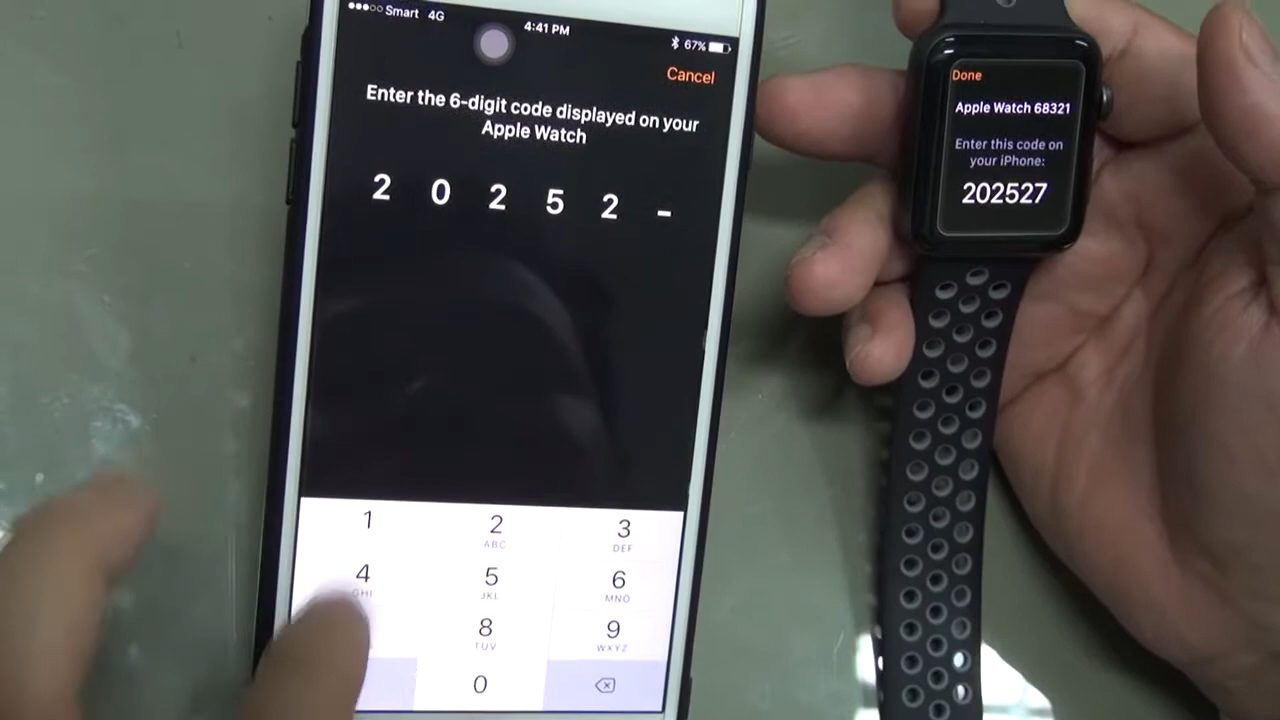 Smart 4G
4:41 PM
67%
Cancel
Enter the 6-digit code displayed on your
Apple Watch
2 0 2 5 2 -
1
2
ABC
3
DEF
4
GHI
5
JKL
6
MNO
8
TUV
9
WXYZ
0
Done
Apple Watch 68321
Enter this code on
your iPhone:
202527